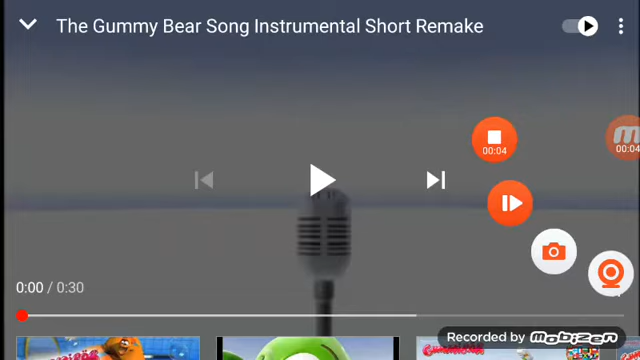 The Gummy Bear Song Instrumental Short Remake
00:04
00:04
0:00 / 0:30
Recorded by MOBIZEN